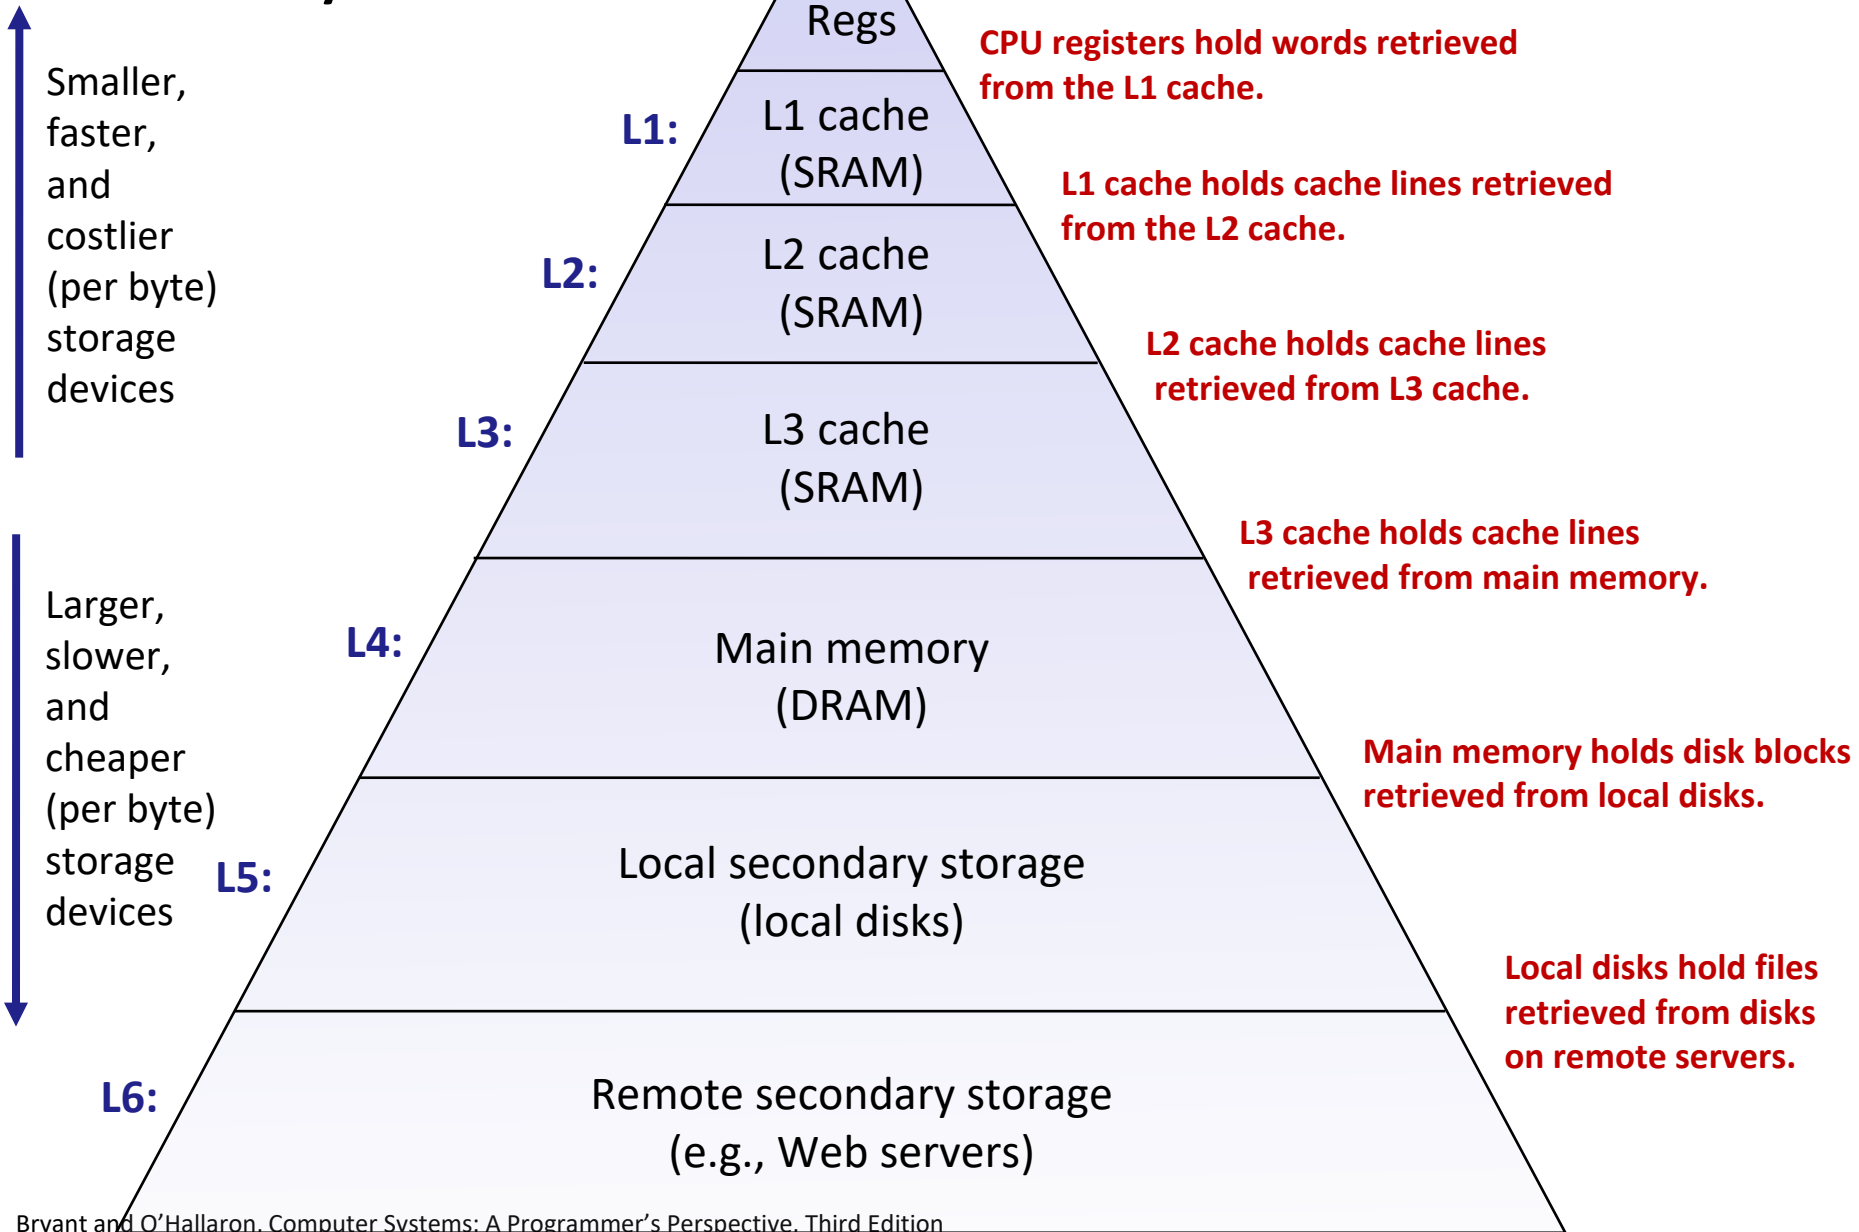 Regs
CPU registers hold words retrieved
from the L1 cache.
Smaller,
faster,
and
costlier
(per byte)
storage
devices
L1:
L1 cache
(SRAM)
L1 cache holds cache lines retrieved
from the L2 cache.
L2:
L2 cache
(SRAM)
L2 cache holds cache lines
retrieved from L3 cache.
L3:
L3 cache
(SRAM)
L3 cache holds cache lines
retrieved from main memory.
Larger,
slower,
and
cheaper
(per byte)
storage
devices
L4:
Main memory
(DRAM)
Main memory holds disk blocks
retrieved from local disks.
L5:
Local secondary storage
(local disks)
Local disks hold files
retrieved from disks
on remote servers.
L6:
Remote secondary storage
(e.g., Web servers)
Bryant and O'Hallaron, Computer Systems: A Programmer's Perspective, Third Edition